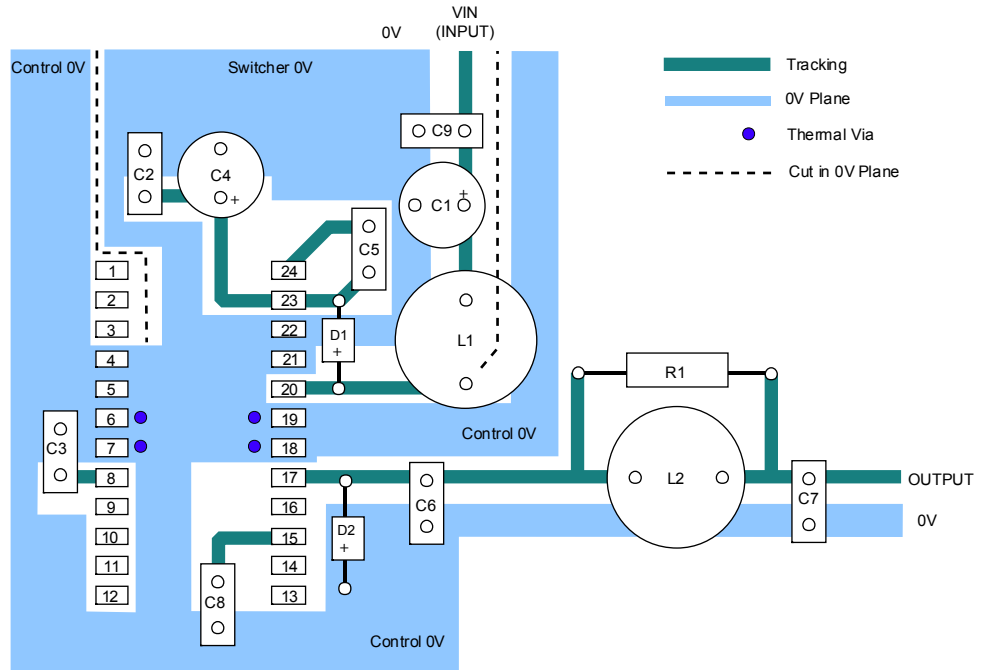 VIN
(INPUT)
0V
Control 0V
Switcher 0V
Tracking
0V Plane
Thermal Via
Cut in 0V Plane
C9
C2
C4
+
C1
+
C5
1
24
2
23
3
22
D1
+
L1
4
21
5
20
R1
6
19
7
18
Control 0V
C3
8
17
L2
OUTPUT
C6
C7
9
16
0V
10
15
D2
+
11
14
12
13
C8
Control 0V